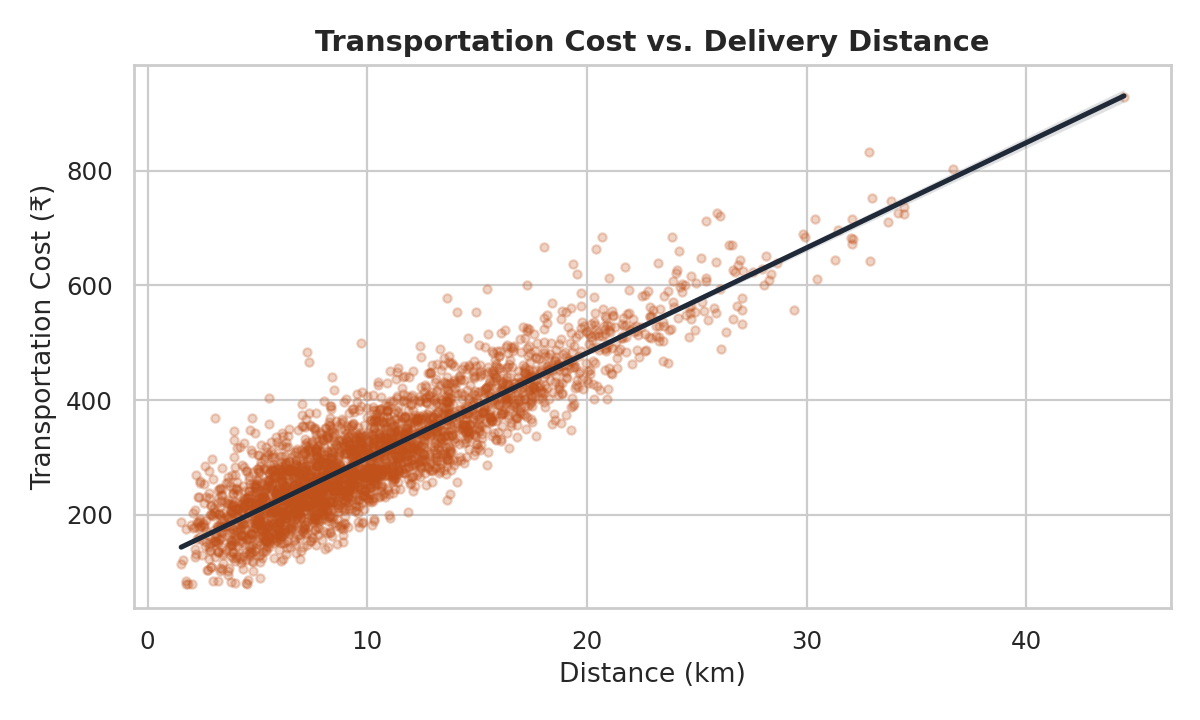 Transportation Cost vs. Delivery Distance
Transportation Cost (₹)
800
600
400
200
0 10 20 30 40
Distance (km)